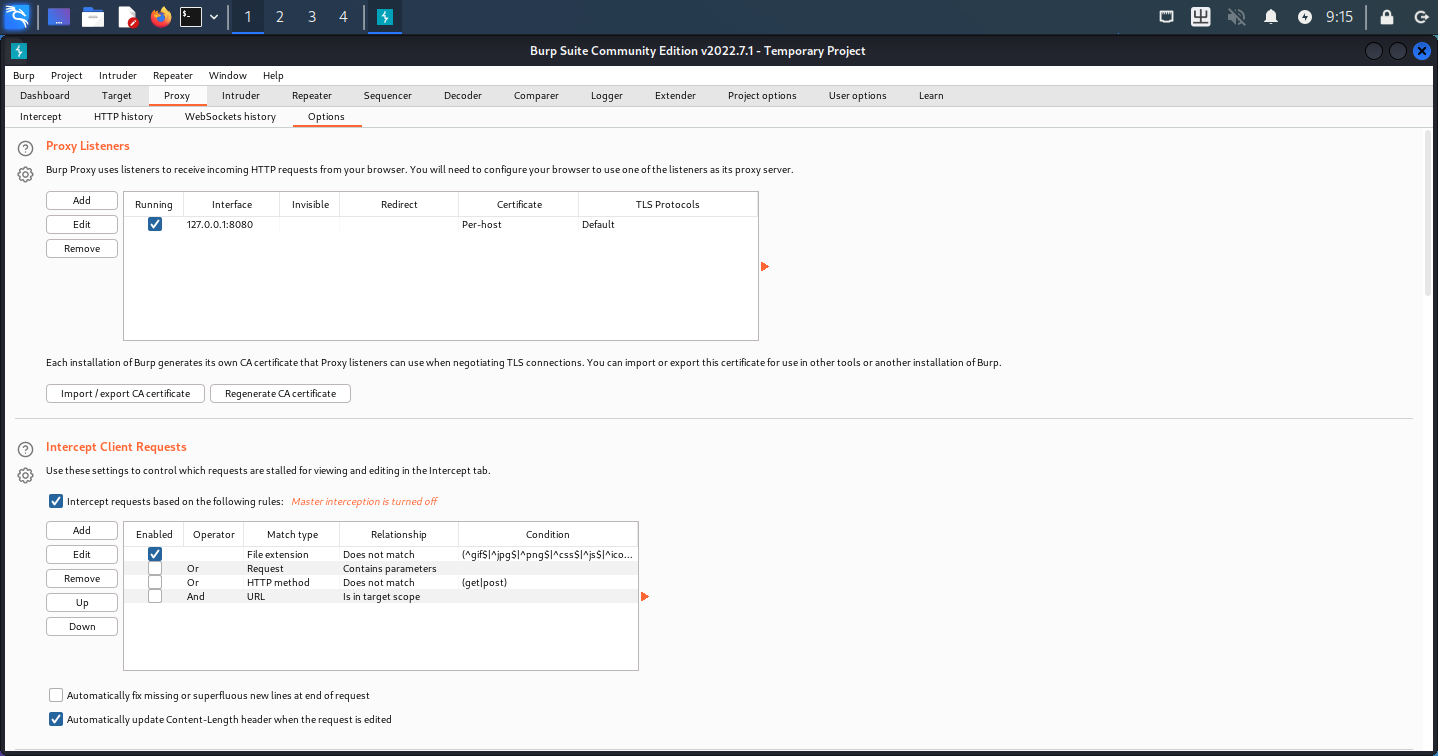 1 2 3 4 9:15
Burp Suite Community Edition v2022.7.1 - Temporary Project
Burp Project Intruder Repeater Window Help
Dashboard Target Proxy Intruder Repeater Sequencer Decoder Comparer Logger Extender Project options User options Learn
Intercept HTTP history WebSockets history Options
Proxy Listeners
Burp Proxy uses listeners to receive incoming HTTP requests from your browser. You will need to configure your browser to use one of the listeners as its proxy server.
Add
Edit
Remove
Running Interface Invisible Redirect Certificate TLS Protocols
127.0.0.1:8080 Per-host Default
Each installation of Burp generates its own CA certificate that Proxy listeners can use when negotiating TLS connections. You can import or export this certificate for use in other tools or another installation of Burp.
Import / export CA certificate Regenerate CA certificate
Intercept Client Requests
Use these settings to control which requests are stalled for viewing and editing in the Intercept tab.
Intercept requests based on the following rules: Master interception is turned off
Add
Edit
Remove
Up
Down
Enabled Operator Match type Relationship Condition
File extension Does not match (^gif$|^jpg$|^png$|^css$|^js$|^ico...
Or Request Contains parameters
Or HTTP method Does not match (get|post)
And URL Is in target scope
Automatically fix missing or superfluous new lines at end of request
Automatically update Content-Length header when the request is edited